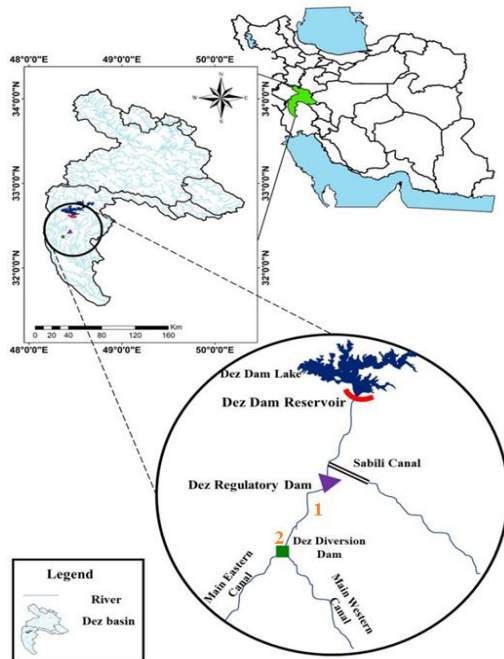 48°0'0"E
49°0'0"E
50°0'0"E
N
W
E
S
34°0'0"N
33°0'0"N
32°0'0"N
34°0'0"N
33°0'0"N
32°0'0"N
0 20 40 80 120 160
Km
48°0'0"E
49°0'0"E
50°0'0"E
Dez Dam Lake
Dez Dam Reservoir
Sabili Canal
Dez Regulatory Dam
1
2
Dez Diversion
Dam
Main Eastern
Canal
Main Western
Canal
Legend
River
Dez basin